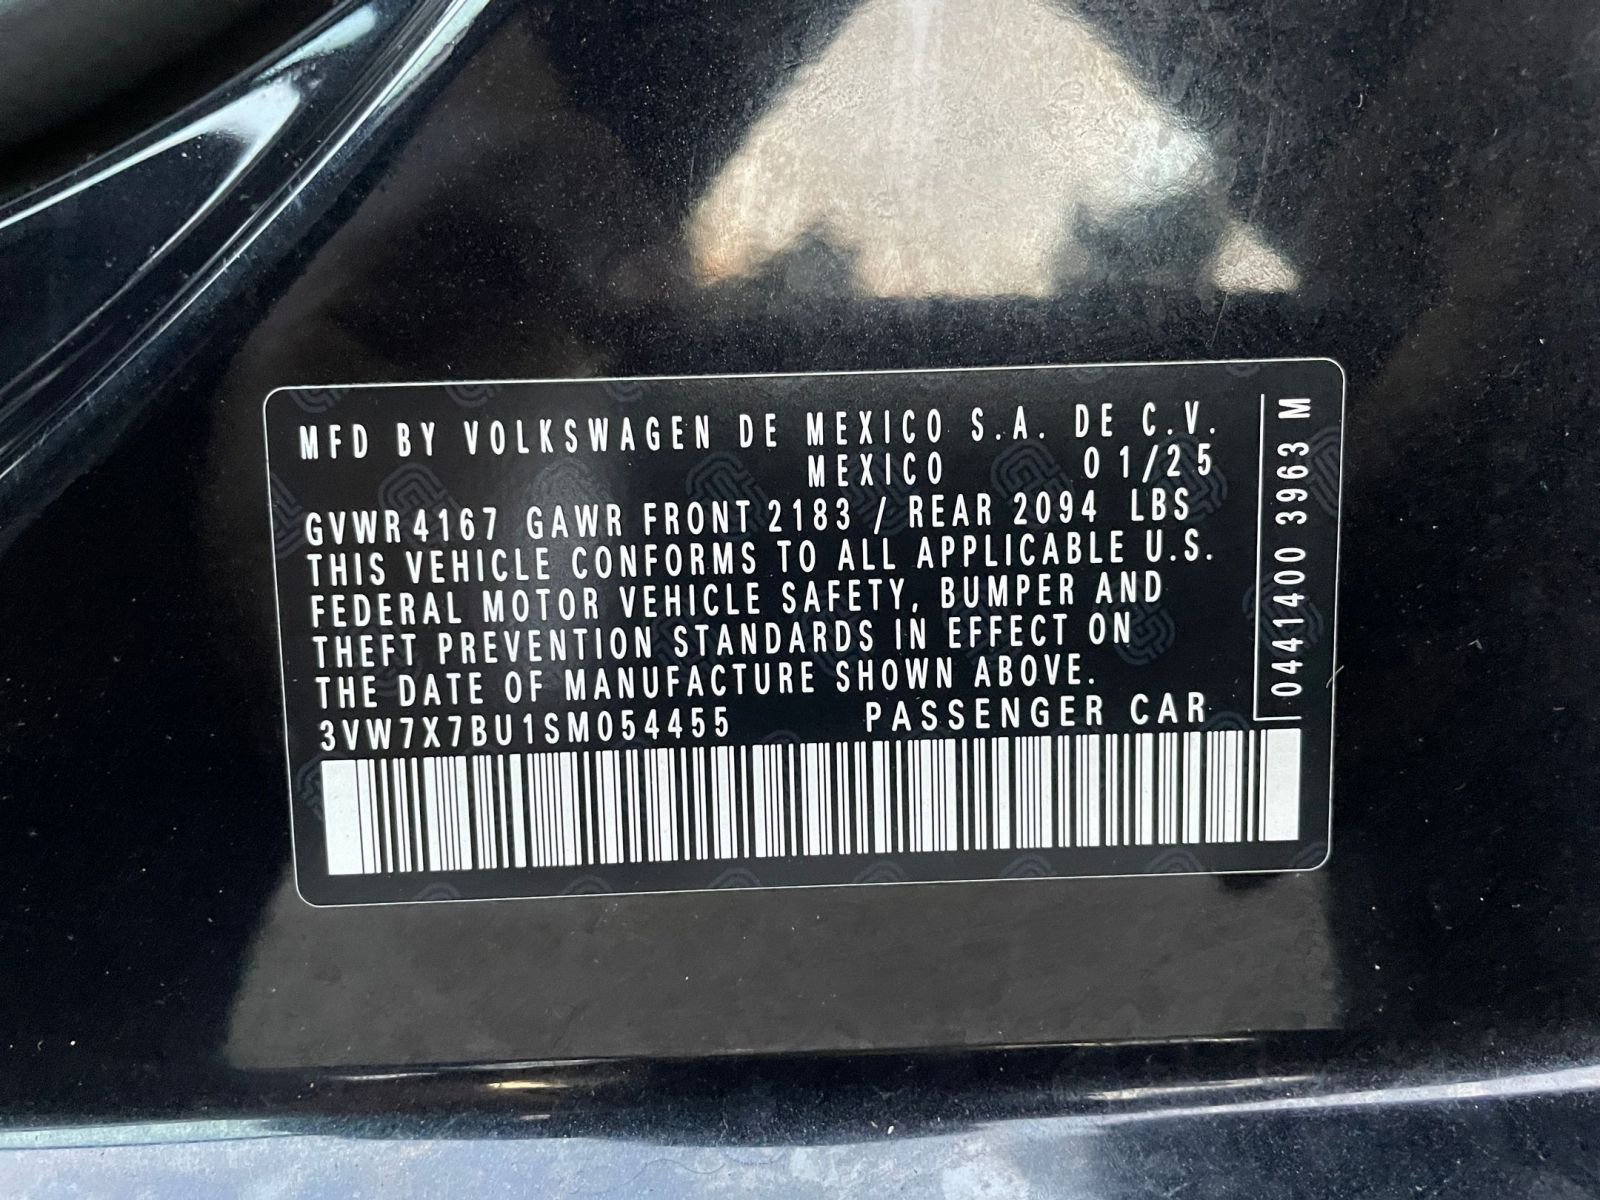 MFD BY VOLKSWAGEN DE MEXICO S.A. DE C.V.
MEXICO 01/25
GVWR 4167 GAWR FRONT 2183 / REAR 2094 LBS
THIS VEHICLE CONFORMS TO ALL APPLICABLE U.S.
FEDERAL MOTOR VEHICLE SAFETY, BUMPER AND
THEFT PREVENTION STANDARDS IN EFFECT ON
THE DATE OF MANUFACTURE SHOWN ABOVE.
3VW7X7BU1SM054455 PASSENGER CAR
0441400 3963 M